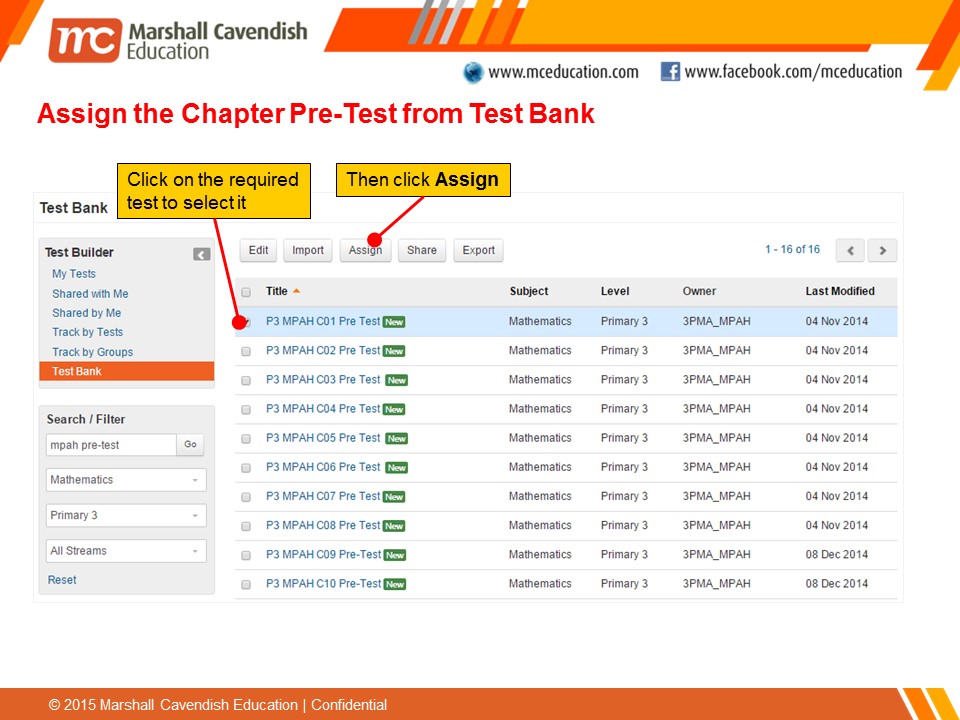 mc Marshall Cavendish
Education
www.mceducation.com
www.facebook.com/mceducation
Assign the Chapter Pre-Test from Test Bank
Click on the required
test to select it
Then click Assign
Test Bank
Test Builder
My Tests
Shared with Me
Shared by Me
Track by Tests
Track by Groups
Test Bank
Search / Filter
mpah pre-test Go
Mathematics
Primary 3
All Streams
Reset
Edit Import Assign Share Export 1 - 16 of 16
Title Subject Level Owner Last Modified
P3 MPAH C01 Pre Test New Mathematics Primary 3 3PMA_MPAH 04 Nov 2014
P3 MPAH C02 Pre Test New Mathematics Primary 3 3PMA_MPAH 04 Nov 2014
P3 MPAH C03 Pre Test New Mathematics Primary 3 3PMA_MPAH 04 Nov 2014
P3 MPAH C04 Pre Test New Mathematics Primary 3 3PMA_MPAH 04 Nov 2014
P3 MPAH C05 Pre Test New Mathematics Primary 3 3PMA_MPAH 04 Nov 2014
P3 MPAH C06 Pre Test New Mathematics Primary 3 3PMA_MPAH 04 Nov 2014
P3 MPAH C07 Pre Test New Mathematics Primary 3 3PMA_MPAH 04 Nov 2014
P3 MPAH C08 Pre Test New Mathematics Primary 3 3PMA_MPAH 04 Nov 2014
P3 MPAH C09 Pre-Test New Mathematics Primary 3 3PMA_MPAH 08 Dec 2014
P3 MPAH C10 Pre-Test New Mathematics Primary 3 3PMA_MPAH 08 Dec 2014
© 2015 Marshall Cavendish Education | Confidential